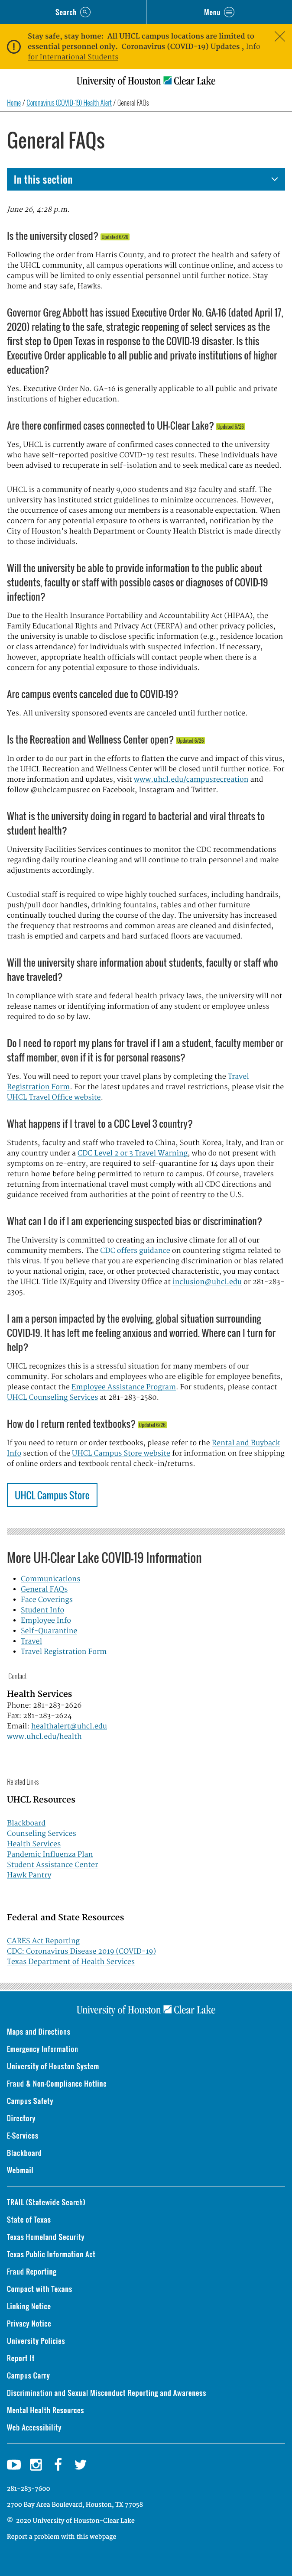 Search
Menu
Stay safe, stay home: All UHCL campus locations are limited to
essential personnel only. Coronavirus (COVID-19) Updates , Info
for International Students
University of Houston Clear Lake
Home / Coronavirus (COVID-19) Health Alert / General FAQs
General FAQs
In this section
June 26, 4:28 p.m.
Is the university closed? Updated 6/26
Following the order from Harris County, and to protect the health and safety of
the UHCL community, all campus operations will continue online, and access to
campus will be limited to only essential personnel until further notice. Stay
home and stay safe, Hawks.
Governor Greg Abbott has issued Executive Order No. GA-16 (dated April 17,
2020) relating to the safe, strategic reopening of select services as the
first step to Open Texas in response to the COVID-19 disaster. Is this
Executive Order applicable to all public and private institutions of higher
education?
Yes. Executive Order No. GA-16 is generally applicable to all public and private
institutions of higher education.
Are there confirmed cases connected to UH-Clear Lake? Updated 6/26
Yes, UHCL is currently aware of confirmed cases connected to the university
who have self-reported positive COVID-19 test results. These individuals have
been advised to recuperate in self-isolation and to seek medical care as needed.
UHCL is a community of nearly 9,000 students and 832 faculty and staff. The
university has instructed strict guidelines to minimize occurrences. However,
the occurrence of cases among our members is a reasonable expectation. When
concern for any potential exposure to others is warranted, notification by the
City of Houston's health Department or County Health District is made directly
to those individuals.
Will the university be able to provide information to the public about
students, faculty or staff with possible cases or diagnoses of COVID-19
infection?
Due to the Health Insurance Portability and Accountability Act (HIPAA), the
Family Educational Rights and Privacy Act (FERPA) and other privacy policies,
the university is unable to disclose specific information (e.g., residence location
or class attended) for individuals with suspected infection. If necessary,
however, appropriate health officials will contact people when there is a
concern for any potential exposure to those individuals.
Are campus events canceled due to COVID-19?
Yes. All university sponsored events are canceled until further notice.
Is the Recreation and Wellness Center open? Updated 6/26
In order to do our part in the efforts to flatten the curve and impact of this virus,
the UHCL Recreation and Wellness Center will be closed until further notice. For
more information and updates, visit www.uhcl.edu/campusrecreation and
follow @uhclcampusrec on Facebook, Instagram and Twitter.
What is the university doing in regard to bacterial and viral threats to
student health?
University Facilities Services continues to monitor the CDC recommendations
regarding daily cleaning routine and will continue to train personnel and make
adjustments accordingly.
Custodial staff is required to wipe highly touched surfaces, including handrails,
push/pull door handles, drinking fountains, tables and other furniture
continuously during the course of the day. The university has increased the
frequency that restrooms and common areas are cleaned and disinfected, trash
is emptied and carpets and hard surfaced floors are vacuumed.
Will the university share information about students, faculty or staff who
have traveled?
In compliance with state and federal health privacy laws, the university will not
release any information about an individual student or employee unless
required to do so by law.
Do I need to report my plans for travel if I am a student, faculty member or
staff member, even if it is for personal reasons?
Yes. You will need to report your travel plans by completing the Travel
Registration Form. For the latest updates and travel restrictions, please visit the
UHCL Travel Office website.
What happens if I travel to a CDC Level 3 country?
Students, faculty and staff who traveled to China, South Korea, Italy, and Iran or
any country under a CDC Level 2 or 3 Travel Warning, who do not present with
symptoms on re-entry, are required to self-quarantine for 14 days upon their
return home and before returning to any of the campuses. Of course, travelers
returning from international travel must comply with all CDC directions and
guidance received from authorities at the port of entry to the U.S.
What can I do if I am experiencing suspected bias or discrimination?
The University is committed to creating an inclusive climate for all of our
community members. The CDC offers guidance on eliminating stigma related to
this virus. If you believe that you are experiencing discrimination or bias related
to national origin, race, or any other protected characteristic, you may contact
the UHCL Title IX/Equity and Diversity Office at inclusion@uhcl.edu or 281-283-
2305.
I am a person impacted by the evolving, global situation surrounding
COVID-19. It has left me feeling anxious and worried. Where can I turn for
help?
UHCL recognizes this is a stressful situation for many members of our
community. For faculty and staff employees who are eligible for benefits, please
contact the Employee Assistance Program. For students, please contact
UHCL Counseling Services at 281-283-2580.
How do I return rented textbooks? Updated 6/26
If you need to return or order textbooks, please refer to the Rental and Buyback
Info section of the UHCL Campus Store website for information on free shipping
of online orders and textbook rental check-in/returns.
UHCL Campus Store
More UH-Clear Lake COVID-19 Information
Communications
General FAQs
Face Coverings
Student Info
Employee Info
Self-Quarantine
Travel
Travel Registration Form
Contact
Health Services
Phone: 281-283-2626
Fax: 281-283-2624
Email: healthalert@uhcl.edu
www.uhcl.edu/health
Related Links
UHCL Resources
Blackboard
Counseling Services
Health Services
Pandemic Influenza Plan
Student Assistance Center
Hawk Pantry
Federal and State Resources
CARES Act Reporting
CDC: Coronavirus Disease 2019 (COVID-19)
Texas Department of Health Services
University of Houston Clear Lake
Maps and Directions
Emergency Information
University of Houston System
Fraud & Non-Compliance Hotline
Campus Safety
Directory
E-Services
Blackboard
Webmail
TRAIL (Statewide Search)
State of Texas
Texas Homeland Security
Texas Public Information Act
Fraud Reporting
Compact with Texans
Linking Notice
Privacy Notice
University Policies
Report It
Campus Carry
Discrimination and Sexual Misconduct Reporting and Awareness
Mental Health Resources
Web Accessibility
281-283-7600
2700 Bay Area Boulevard, Houston, TX 77058
© 2020 University of Houston-Clear Lake
Report a problem with this webpage